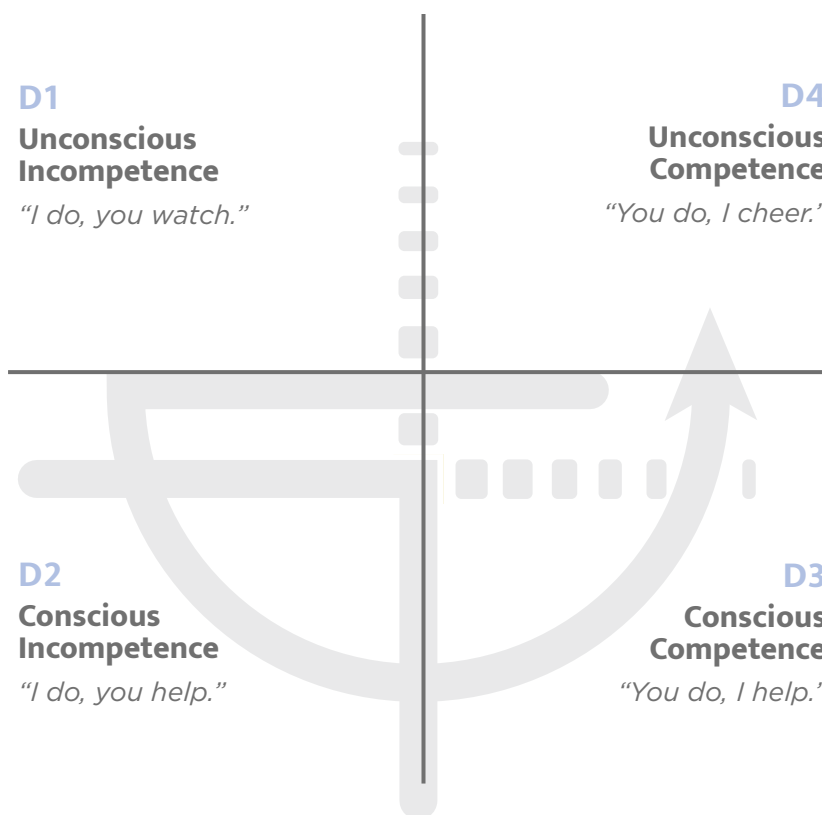 D1
Unconscious
Incompetence
“I do, you watch.”
D4
Unconscious
Competence
“You do, I cheer.”
D2
Conscious
Incompetence
“I do, you help.”
D3
Conscious
Competence
“You do, I help.”